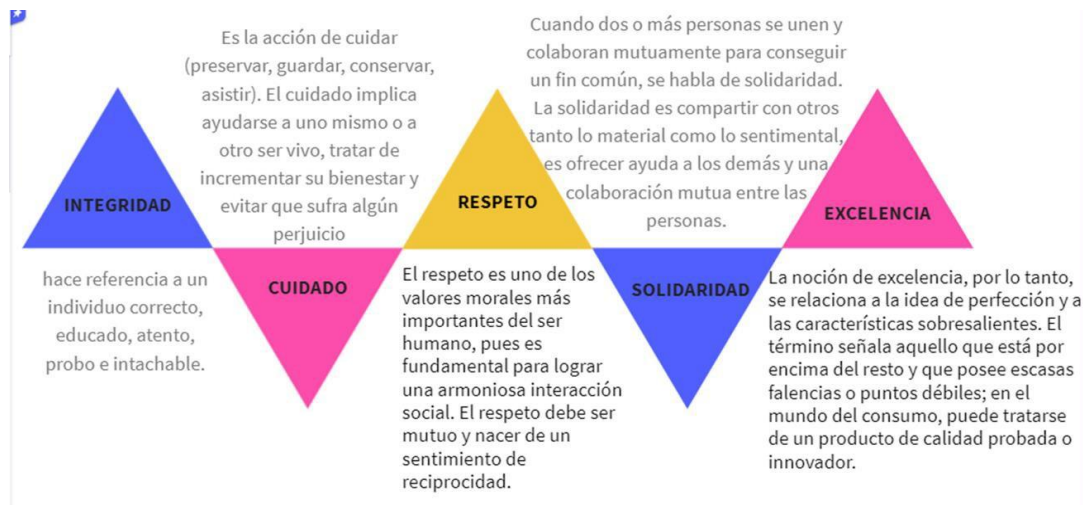 INTEGRIDAD
hace referencia a un
individuo correcto,
educado, atento,
probo e intachable.
Es la acción de cuidar
(preservar, guardar, conservar,
asistir). El cuidado implica
ayudarse a uno mismo o a
otro ser vivo, tratar de
incrementar su bienestar y
evitar que sufra algún
perjuicio
CUIDADO
RESPETO
El respeto es uno de los
valores morales más
importantes del ser
humano, pues es
fundamental para lograr
una armoniosa interacción
social. El respeto debe ser
mutuo y nacer de un
sentimiento de
reciprocidad.
Cuando dos o más personas se unen y
colaboran mutuamente para conseguir
un fin común, se habla de solidaridad.
La solidaridad es compartir con otros
tanto lo material como lo sentimental,
es ofrecer ayuda a los demás y una
colaboración mutua entre las
personas.
SOLIDARIDAD
EXCELENCIA
La noción de excelencia, por lo tanto,
se relaciona a la idea de perfección y a
las características sobresalientes. El
término señala aquello que está por
encima del resto y que posee escasas
falencias o puntos débiles; en el
mundo del consumo, puede tratarse
de un producto de calidad probada o
innovador.